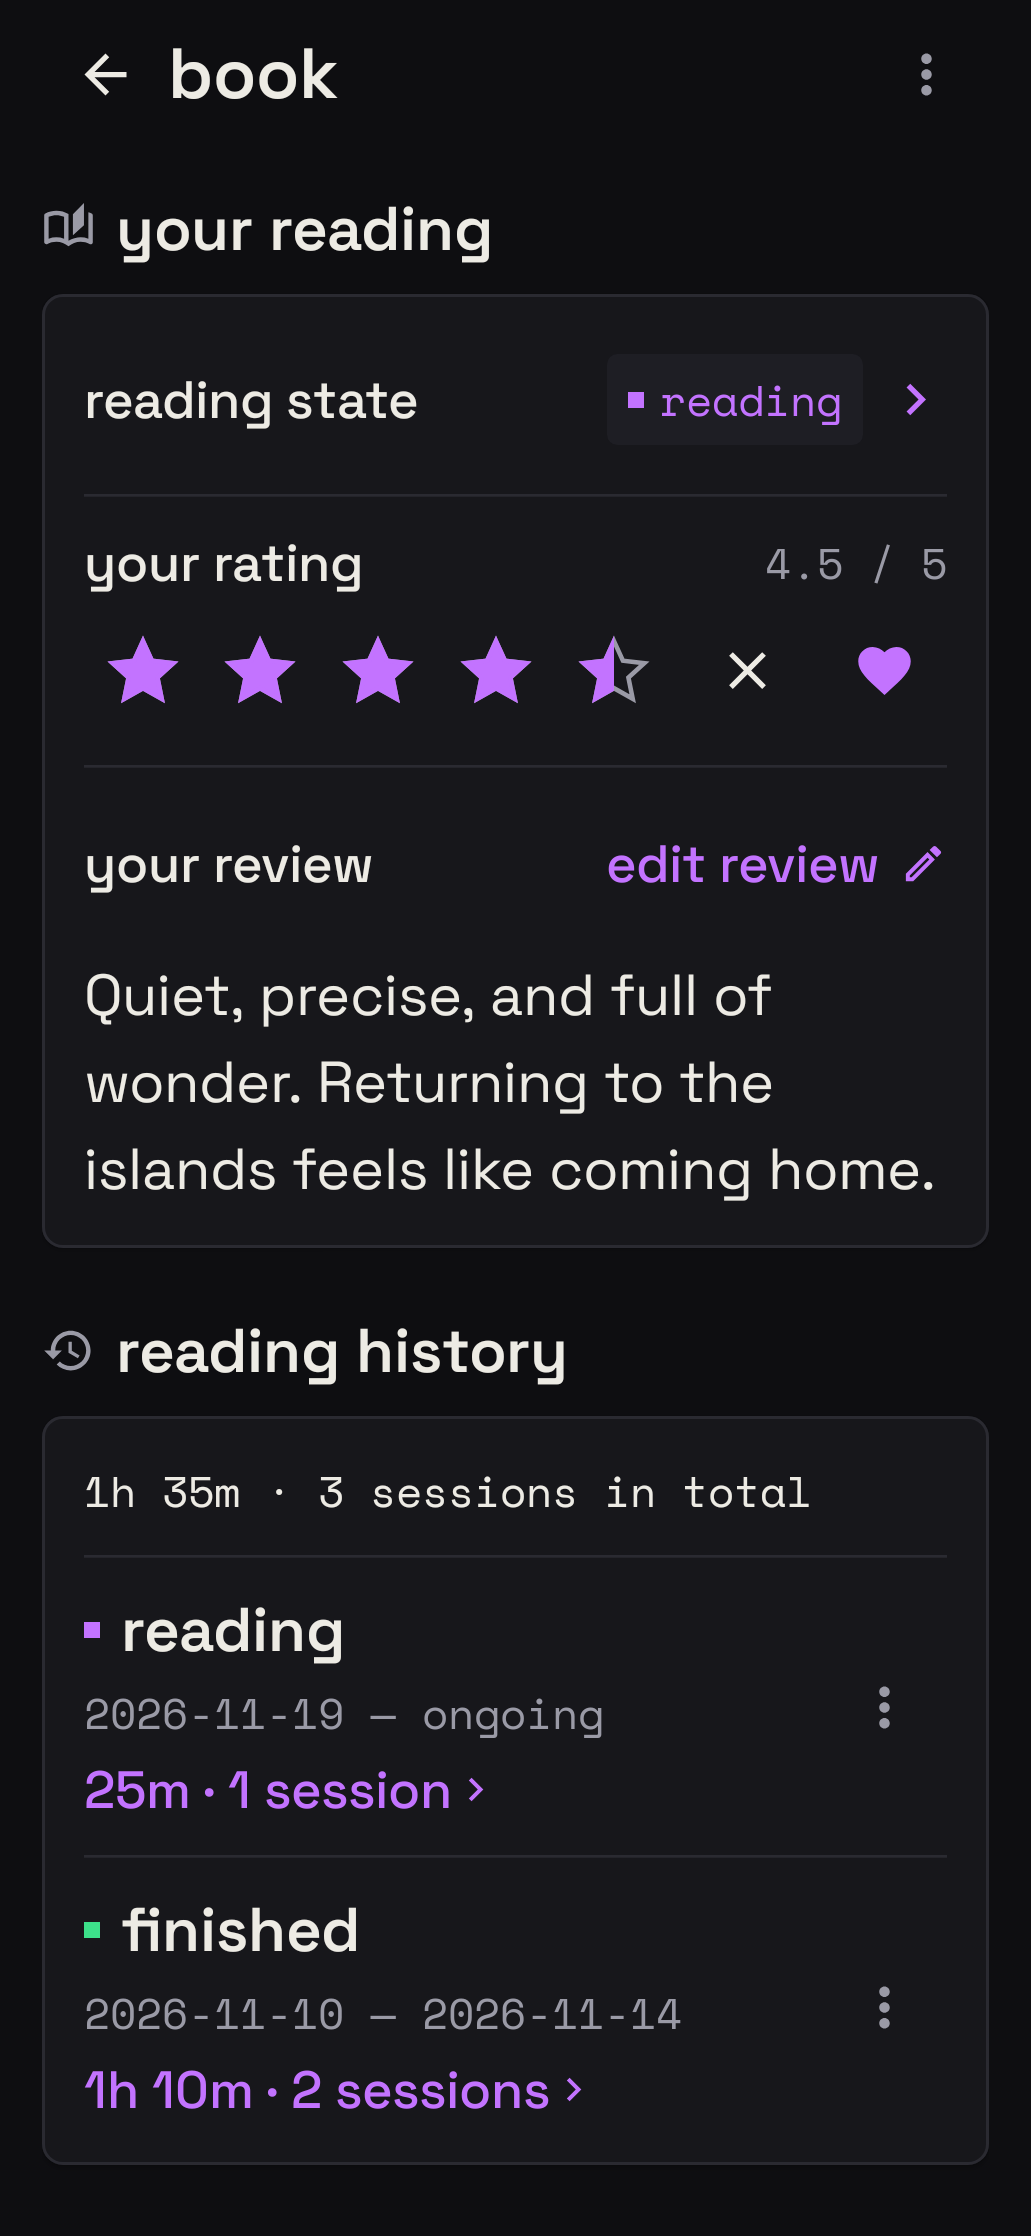 book
your reading
reading state
reading
your rating
4.5 / 5
your review
edit review
Quiet, precise, and full of
wonder. Returning to the
islands feels like coming home.
reading history
1h 35m · 3 sessions in total
reading
2026-11-19 — ongoing
25m · 1 session
finished
2026-11-10 — 2026-11-14
1h 10m · 2 sessions